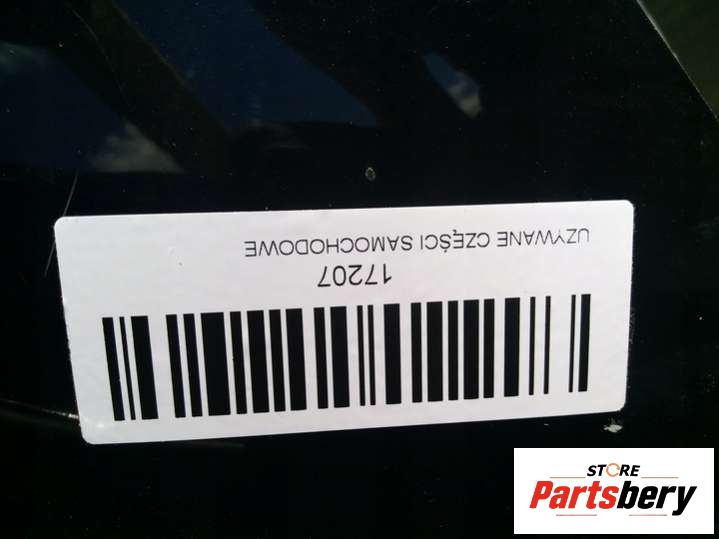 17207
UZYWANE CZĘŚCI SAMOCHODOWE
STORE
Partsbery